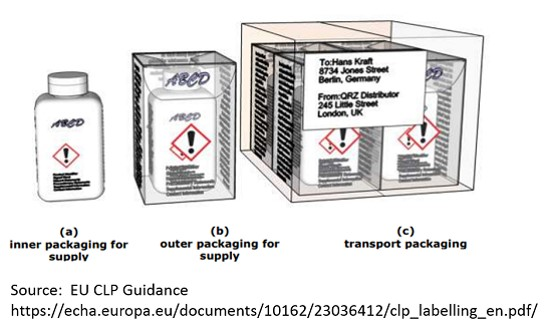 ABCD
ABCD
ABCD
To:Hans Kraft
8734 Jones Street
Berlin, Germany
From:QRZ Distributor
245 Little Street
London, UK
(a)
inner packaging for
supply
(b)
outer packaging for
supply
(c)
transport packaging
Source: EU CLP Guidance
https://echa.europa.eu/documents/10162/23036412/clp_labelling_en.pdf/